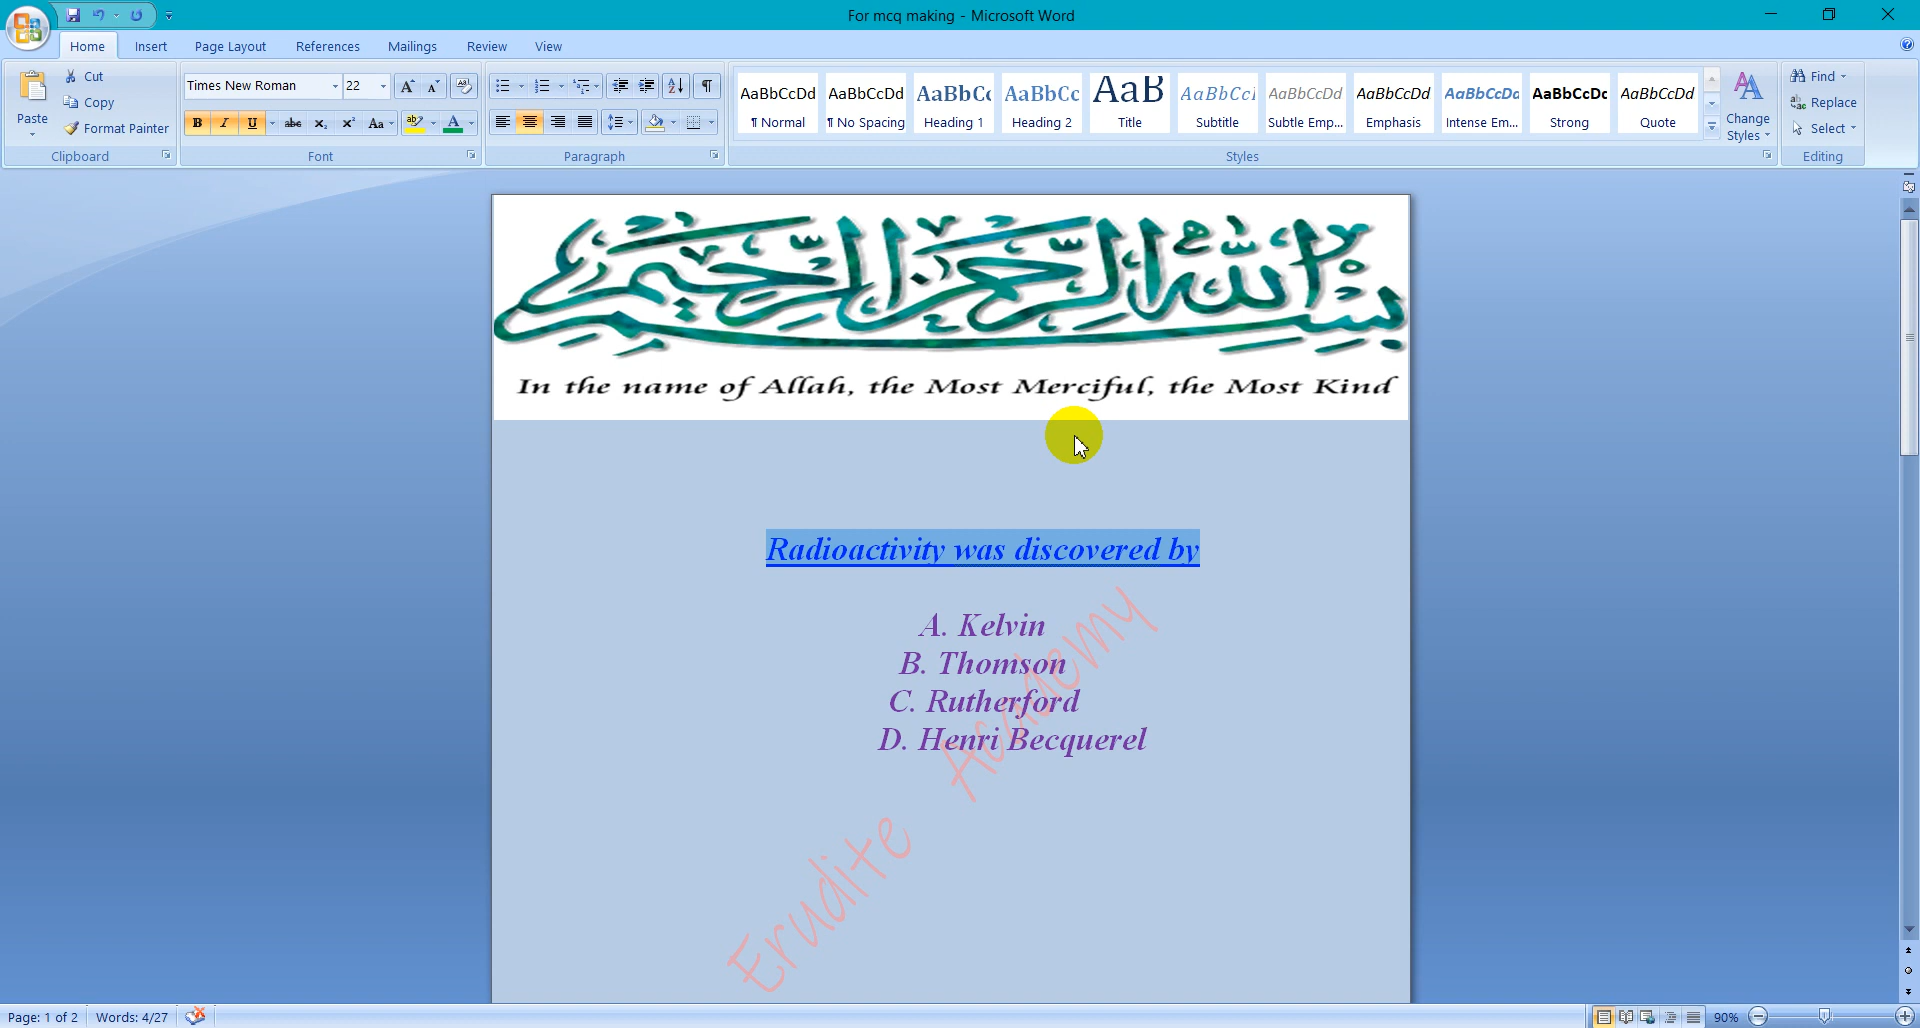 For mcq making - Microsoft Word
Home Insert Page Layout References Mailings Review View
Paste
Cut
Copy
Format Painter
Clipboard
Times New Roman 22
Font
Paragraph
AaBbCcDd AaBbCcDd AaBbCc AaBbCc AaB AaBbCcI AaBbCcDd AaBbCcDd AaBbCcDd AaBbCcDd AaBbCcDd
¶ Normal ¶ No Spacing Heading 1 Heading 2 Title Subtitle Subtle Emp... Emphasis Intense Em... Strong Quote
Change Styles
Styles
Find
Replace
Select
Editing
بسم الله الرحمن الرحيم
In the name of Allah, the Most Merciful, the Most Kind
Radioactivity was discovered by
A. Kelvin
B. Thomson
C. Rutherford
D. Henri Becquerel
Erudite Academy
Page: 1 of 2 Words: 4/27 90%